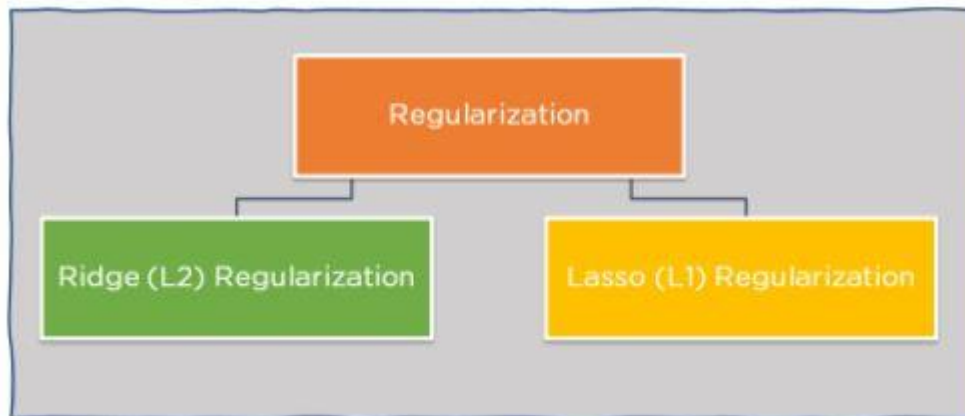 Regularization
Ridge (L2) Regularization
Lasso (L1) Regularization